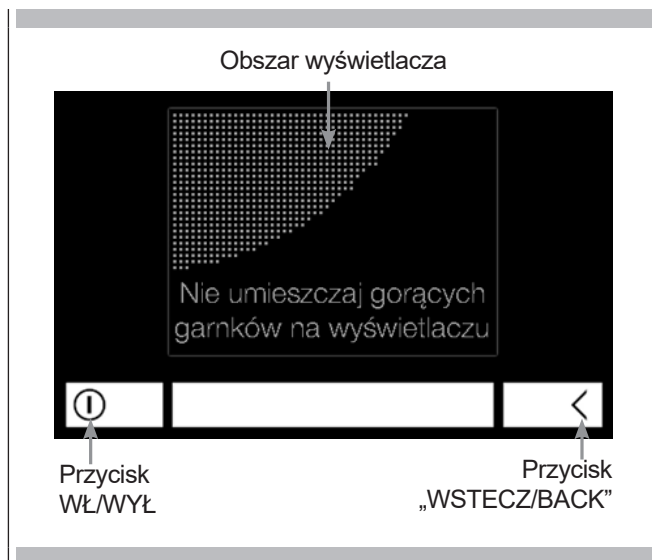 Obszar wyświetlacza
Nie umieszczaj gorących
garnków na wyświetlaczu
Przycisk
WŁ/WYŁ
Przycisk
„WSTECZ/BACK”